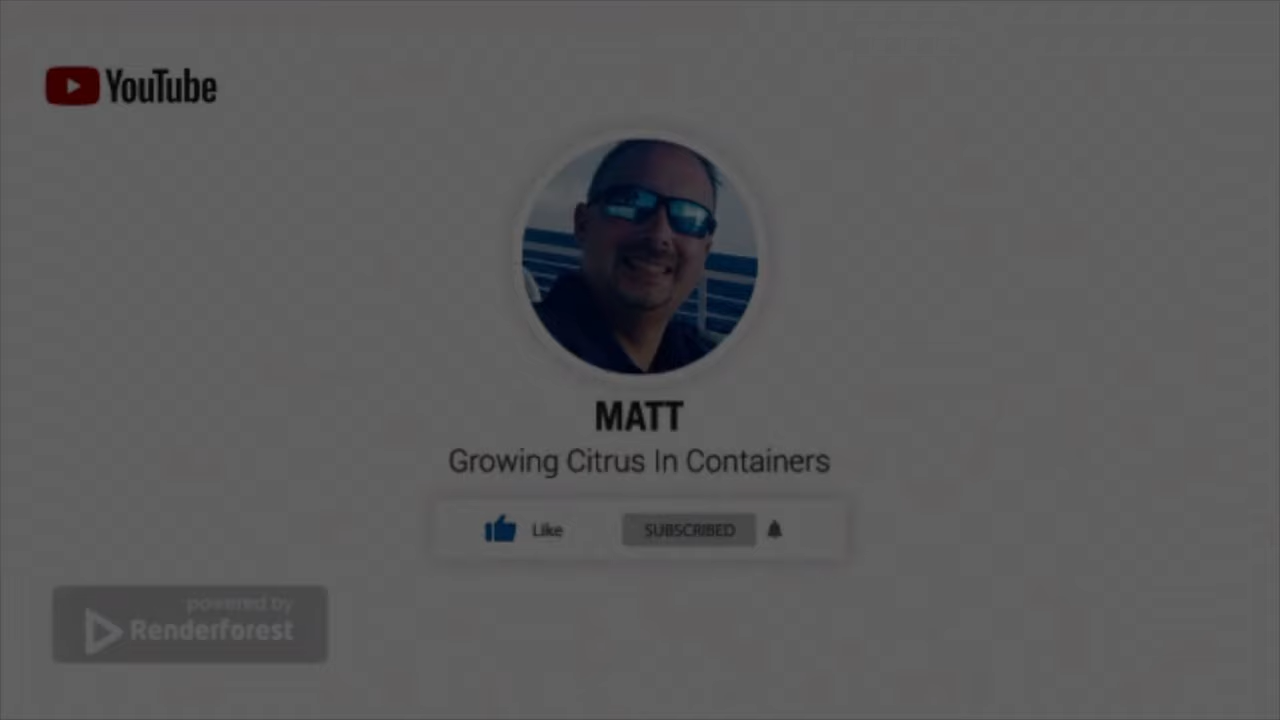 YouTube
MATT
Growing Citrus In Containers
Like
SUBSCRIBED
powered by
Renderforest